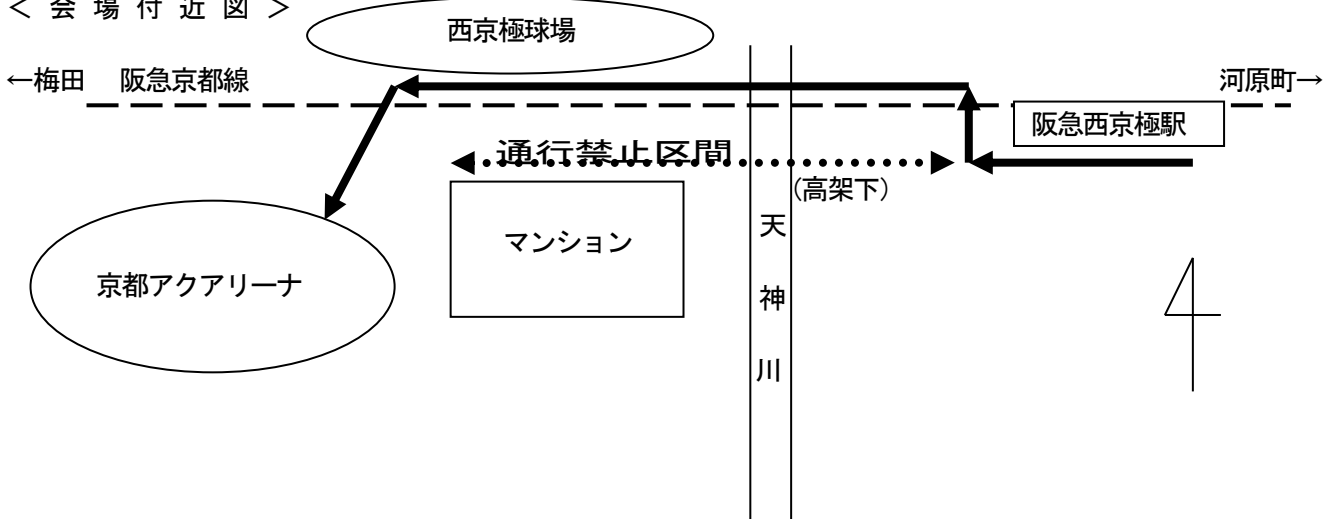 ＜ 会 場 付 近 図 ＞
西京極球場
←梅田　阪急京都線
河原町→
阪急西京極駅
通行禁止区間
(高架下)
マンション
天神川
京都アクアリーナ